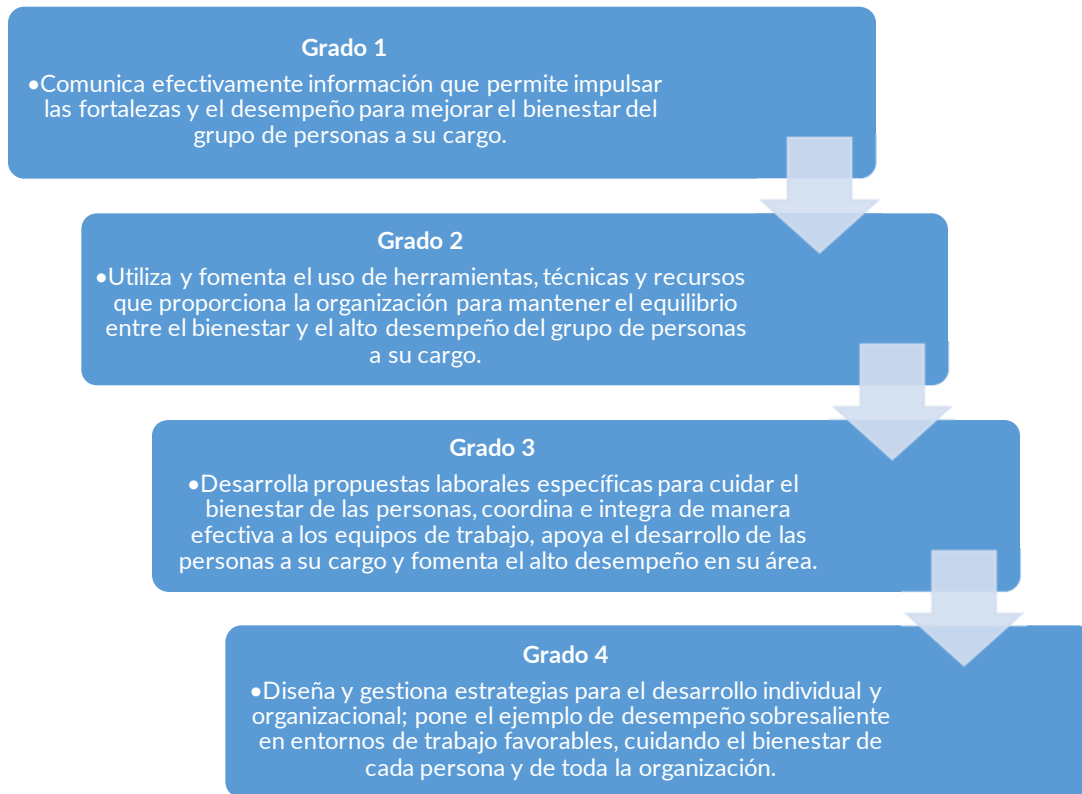 Grado 1
•Comunica efectivamente información que permite impulsar
las fortalezas y el desempeño para mejorar el bienestar del
grupo de personas a su cargo.
Grado 2
•Utiliza y fomenta el uso de herramientas, técnicas y recursos
que proporciona la organización para mantener el equilibrio
entre el bienestar y el alto desempeño del grupo de personas
a su cargo.
Grado 3
•Desarrolla propuestas laborales específicas para cuidar el
bienestar de las personas, coordina e integra de manera
efectiva a los equipos de trabajo, apoya el desarrollo de las
personas a su cargo y fomenta el alto desempeño en su área.
Grado 4
•Diseña y gestiona estrategias para el desarrollo individual y
organizacional; pone el ejemplo de desempeño sobresaliente
en entornos de trabajo favorables, cuidando el bienestar de
cada persona y de toda la organización.